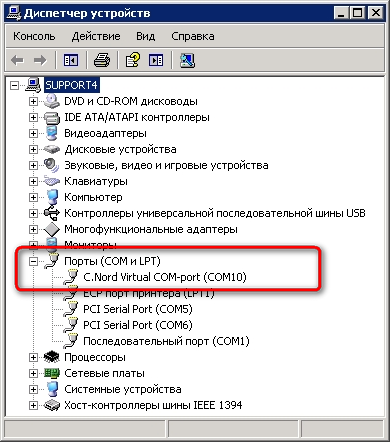 Диспетчер устройств
Консоль Действие Вид Справка
SUPPORT4
DVD и CD-ROM дисководы
IDE ATA/ATAPI контроллеры
Видеоадаптеры
Дисковые устройства
Звуковые, видео и игровые устройства
Клавиатуры
Компьютер
Контроллеры универсальной последовательной шины USB
Многофункциональные адаптеры
Мониторы
Порты (COM и LPT)
C.Nord Virtual COM-port (COM10)
ECP порт принтера (LPT1)
PCI Serial Port (COM5)
PCI Serial Port (COM6)
Последовательный порт (COM1)
Процессоры
Сетевые платы
Системные устройства
Хост-контроллеры шины IEEE 1394